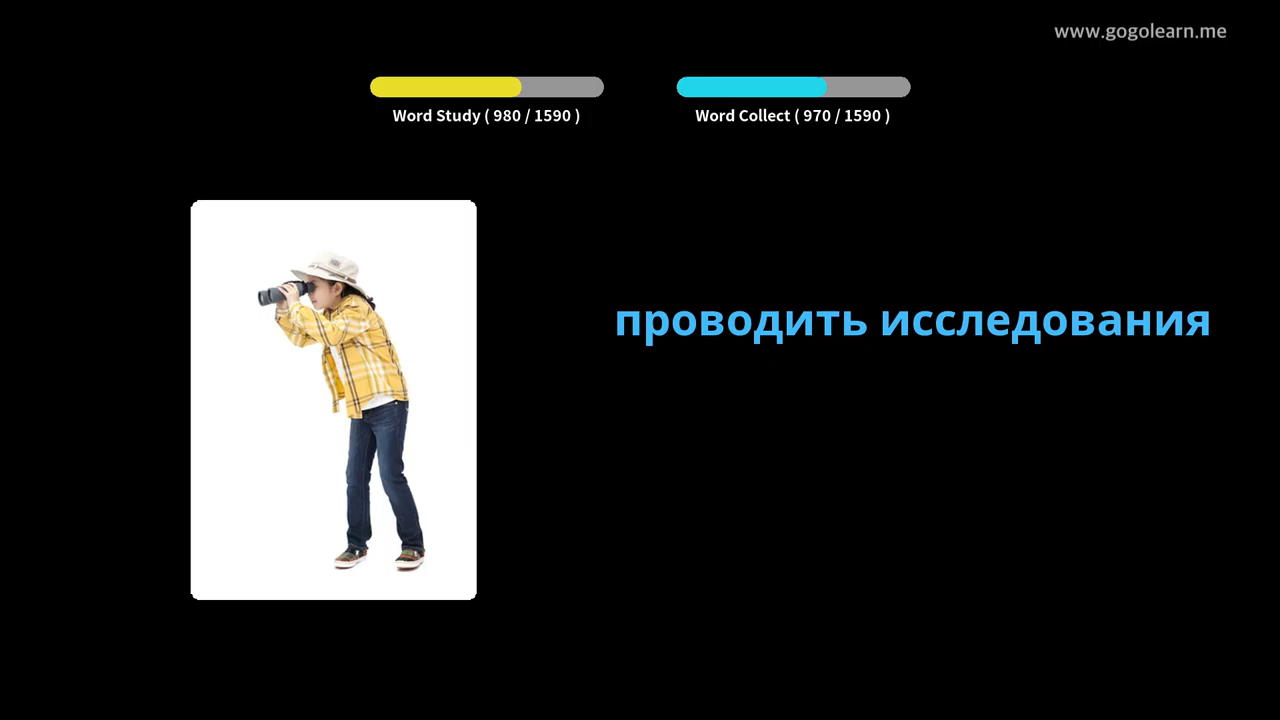 www.gogolearn.me
Word Study ( 980 / 1590 )
Word Collect ( 970 / 1590 )
проводить исследования